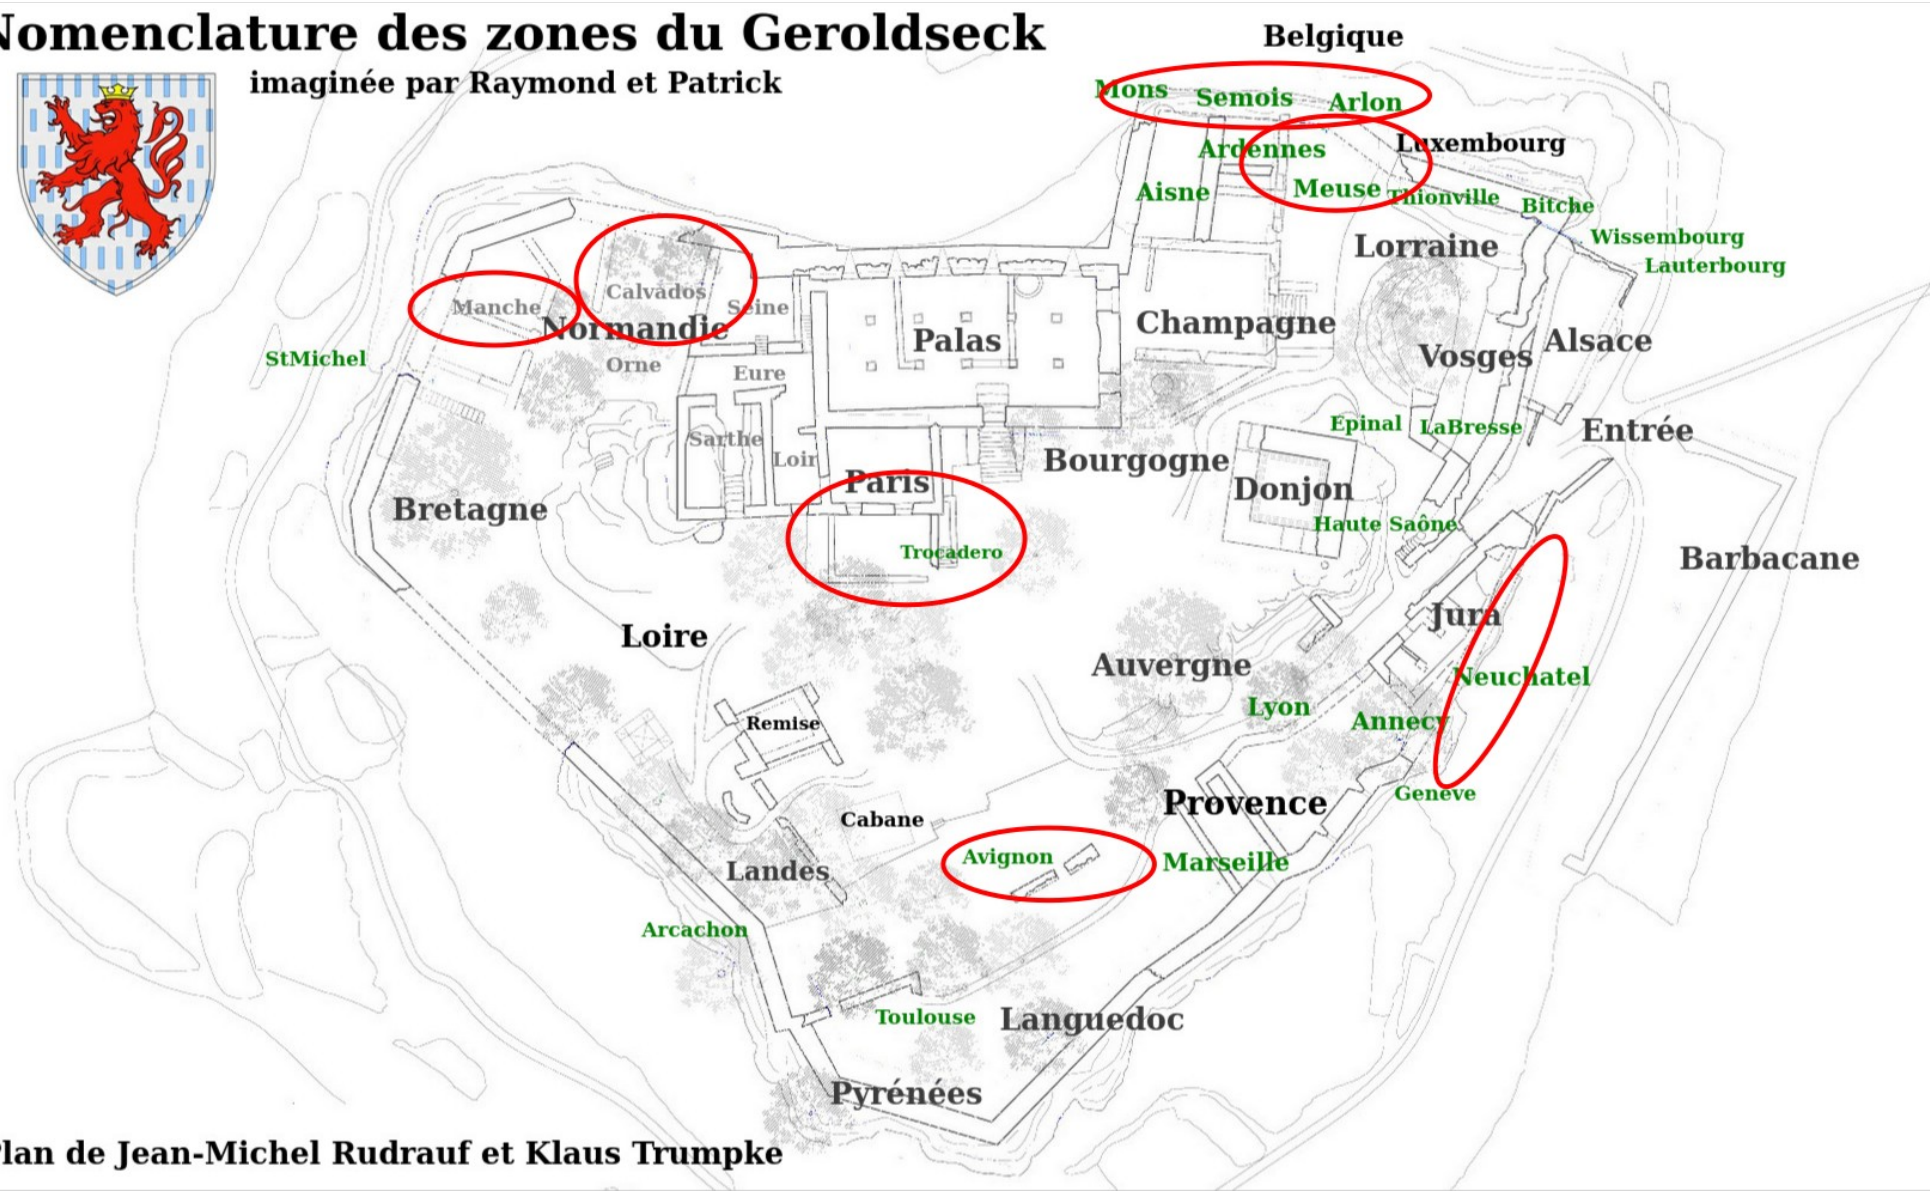 Nomenclature des zones du Geroldseck
imaginée par Raymond et Patrick
Belgique
Mons Semois Arlon
Luxembourg
Ardennes
Aisne Meuse Thionville Bitche
Wissembourg
Lauterbourg
Lorraine
Manche Calvados Seine
Normandie
Palas Champagne
Vosges Alsace
StMichel Orne Eure
Epinal LaBresse Entrée
Sarthe
Loir
Bourgogne
Paris
Donjon
Bretagne
Haute Saône
Trocadero
Barbacane
Jura
Loire
Auvergne
Neuchatel
Lyon Annecy
Remise
Genève
Provence
Cabane
Avignon Marseille
Landes
Arcachon
Toulouse Languedoc
Pyrénées
Plan de Jean-Michel Rudrauf et Klaus Trumpke